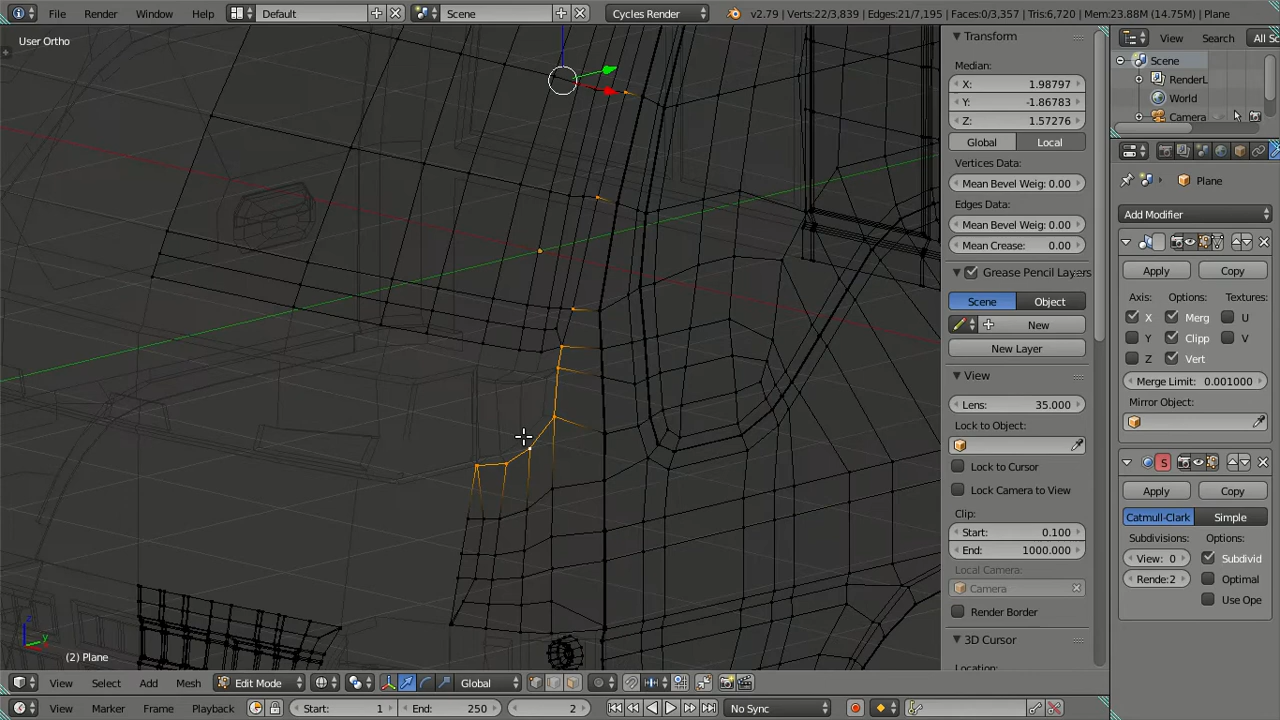 File Render Window Help Default Scene Cycles Render v2.79 | Verts:22/3,839 | Edges:21/7,195 | Faces:0/3,357 | Tris:6,720 | Mem:23.88M (14.75M) | Plane
User Ortho
(2) Plane
Transform
Median:
X: 1.98797
Y: -1.86783
Z: 1.57276
Global Local
Vertices Data:
Mean Bevel Weig: 0.00
Edges Data:
Mean Bevel Weig: 0.00
Mean Crease: 0.00
Grease Pencil Layers
Scene Object
New
New Layer
View
Lens: 35.000
Lock to Object:
Lock to Cursor
Lock Camera to View
Clip:
Start: 0.100
End: 1000.000
Local Camera:
Camera
Render Border
3D Cursor
Location:
View Search All Sc
Scene
RenderL
World
Camera
Plane
Add Modifier
Apply Copy
Axis: Options: Textures:
X Merg U
Y Clipp V
Z Vert
Merge Limit: 0.001000
Mirror Object:
S
Apply Copy
Catmull-Clark Simple
Subdivisions: Options:
View: 0 Subdivid
Rende:2 Optimal
Use Ope
View Select Add Mesh Edit Mode Global
View Marker Frame Playback Start: 1 End: 250 2 No Sync